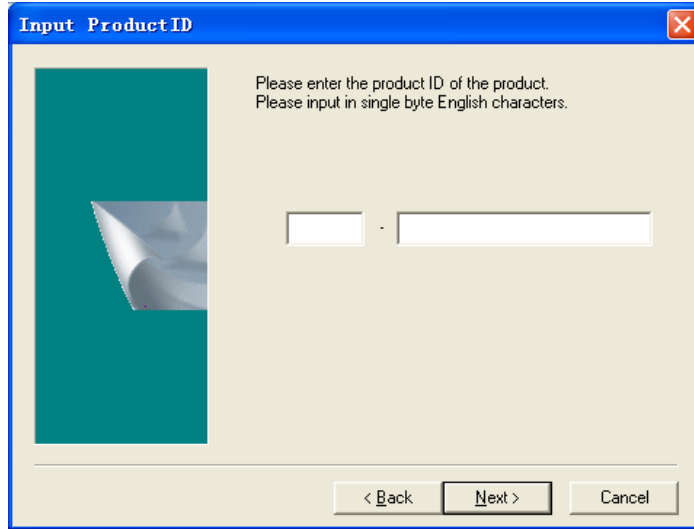 Input ProductID
Please enter the product ID of the product.
Please input in single byte English characters.
-
< Back Next > Cancel